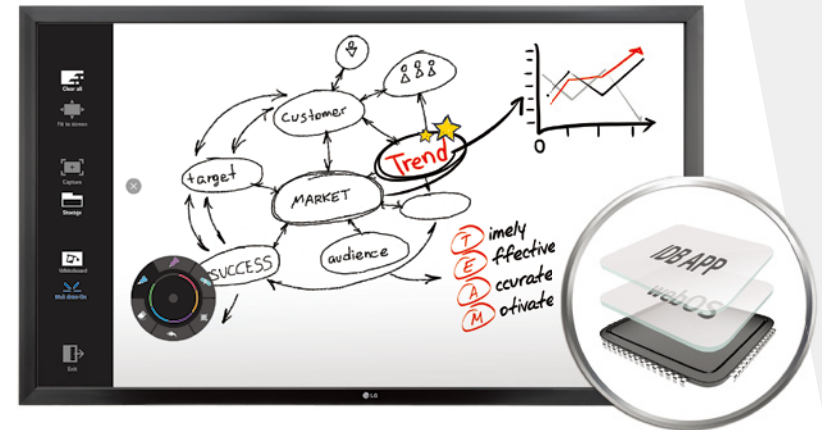 Clear all
Fit to screen
Capture
Storage
Whiteboard
Multi draw-On
Exit
customer
target
MARKET
Trend
SUCCESS
audience
0
T imely
E ffective
A ccurate
M otivate
LG
IDB APP
webOS